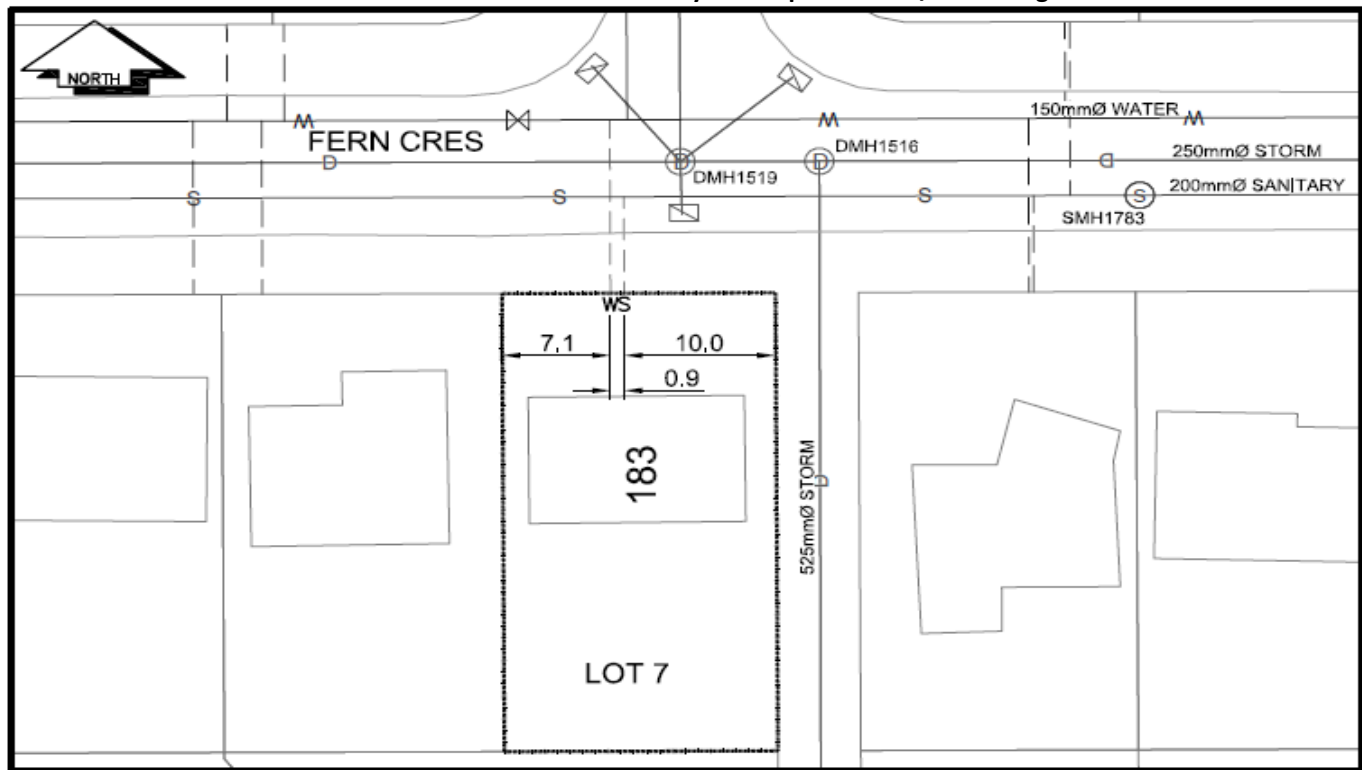 NORTH
W
W
150mmØ WATER
W
FERN CRES
D
D
DMH1519
D
DMH1516
D
250mmØ STORM
S
S
S
S
200mmØ SANITARY
SMH1783
WS
7,1
10,0
0.9
183
525mmØ STORM
D
LOT 7